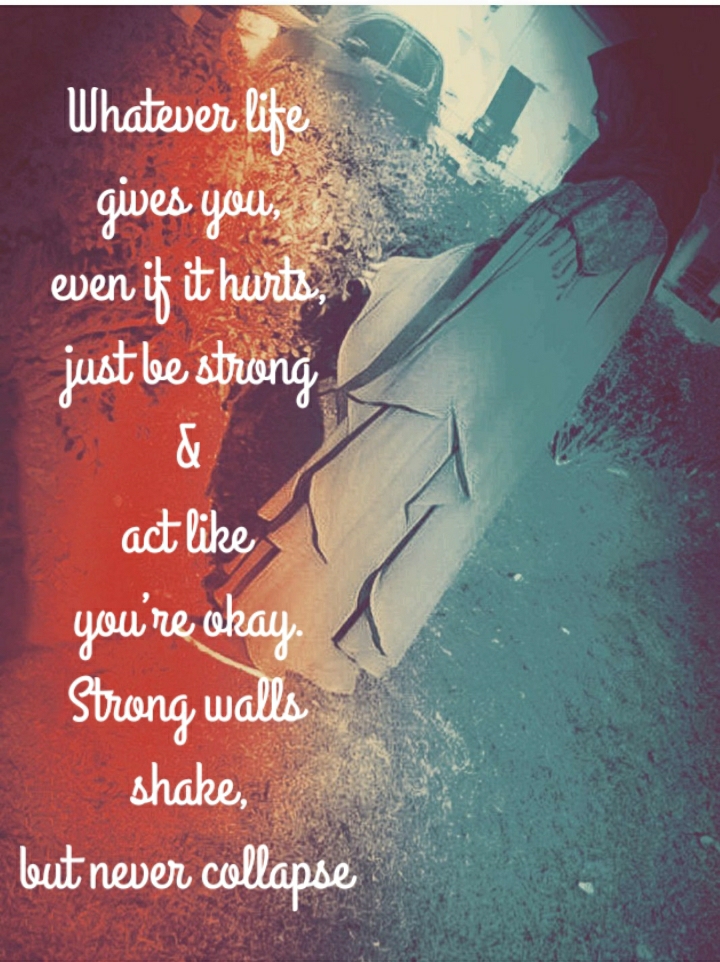 Whatever life
gives you,
even if it hurts,
just be strong
&
act like
you're okay.
Strong walls
shake,
but never collapse